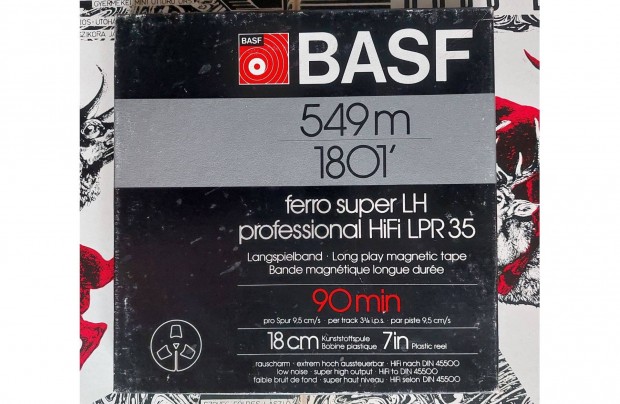 GYERMEKE
BASF
BASF
549 m
1801'
ferro super LH
professional HiFi LPR 35
Langspielband · Long play magnetic tape
Bande magnétique longue durée
90 min
pro Spur 9,5 cm/s · per track 3¾ i.p.s. · par piste 9,5 cm/s
18 cm Kunststoffspule Bobine plastique 7 in Plastic reel
rauscharm · extrem hoch aussteuerbar · HiFi nach DIN 45500
low noise · super high output · HiFi to DIN 45500
faible bruit de fond · super haut niveau · HiFi selon DIN 45500